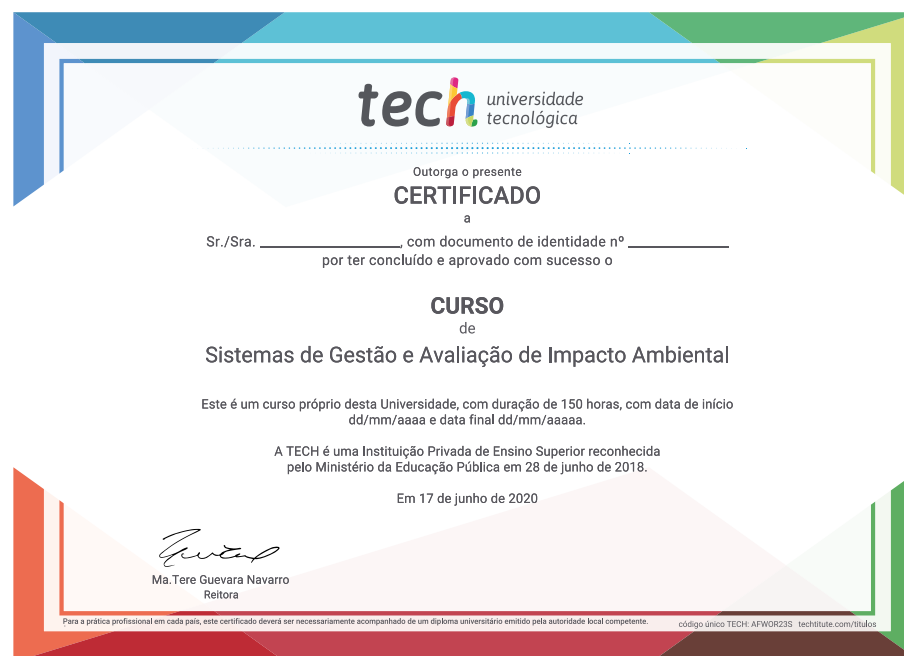 tech universidade
tecnológica
Outorga o presente
CERTIFICADO
a
Sr./Sra. ________________, com documento de identidade nº ____________
por ter concluído e aprovado com sucesso o
CURSO
de
Sistemas de Gestão e Avaliação de Impacto Ambiental
Este é um curso próprio desta Universidade, com duração de 150 horas, com data de início
dd/mm/aaaa e data final dd/mm/aaaaa.
A TECH é uma Instituição Privada de Ensino Superior reconhecida
pelo Ministério da Educação Pública em 28 de junho de 2018.
Em 17 de junho de 2020
Ma.Tere Guevara Navarro
Reitora
Para a prática profissional em cada país, este certificado deverá ser necessariamente acompanhado de um diploma universitário emitido pela autoridade local competente.
código único TECH: AFWOR23S techtitute.com/titulos